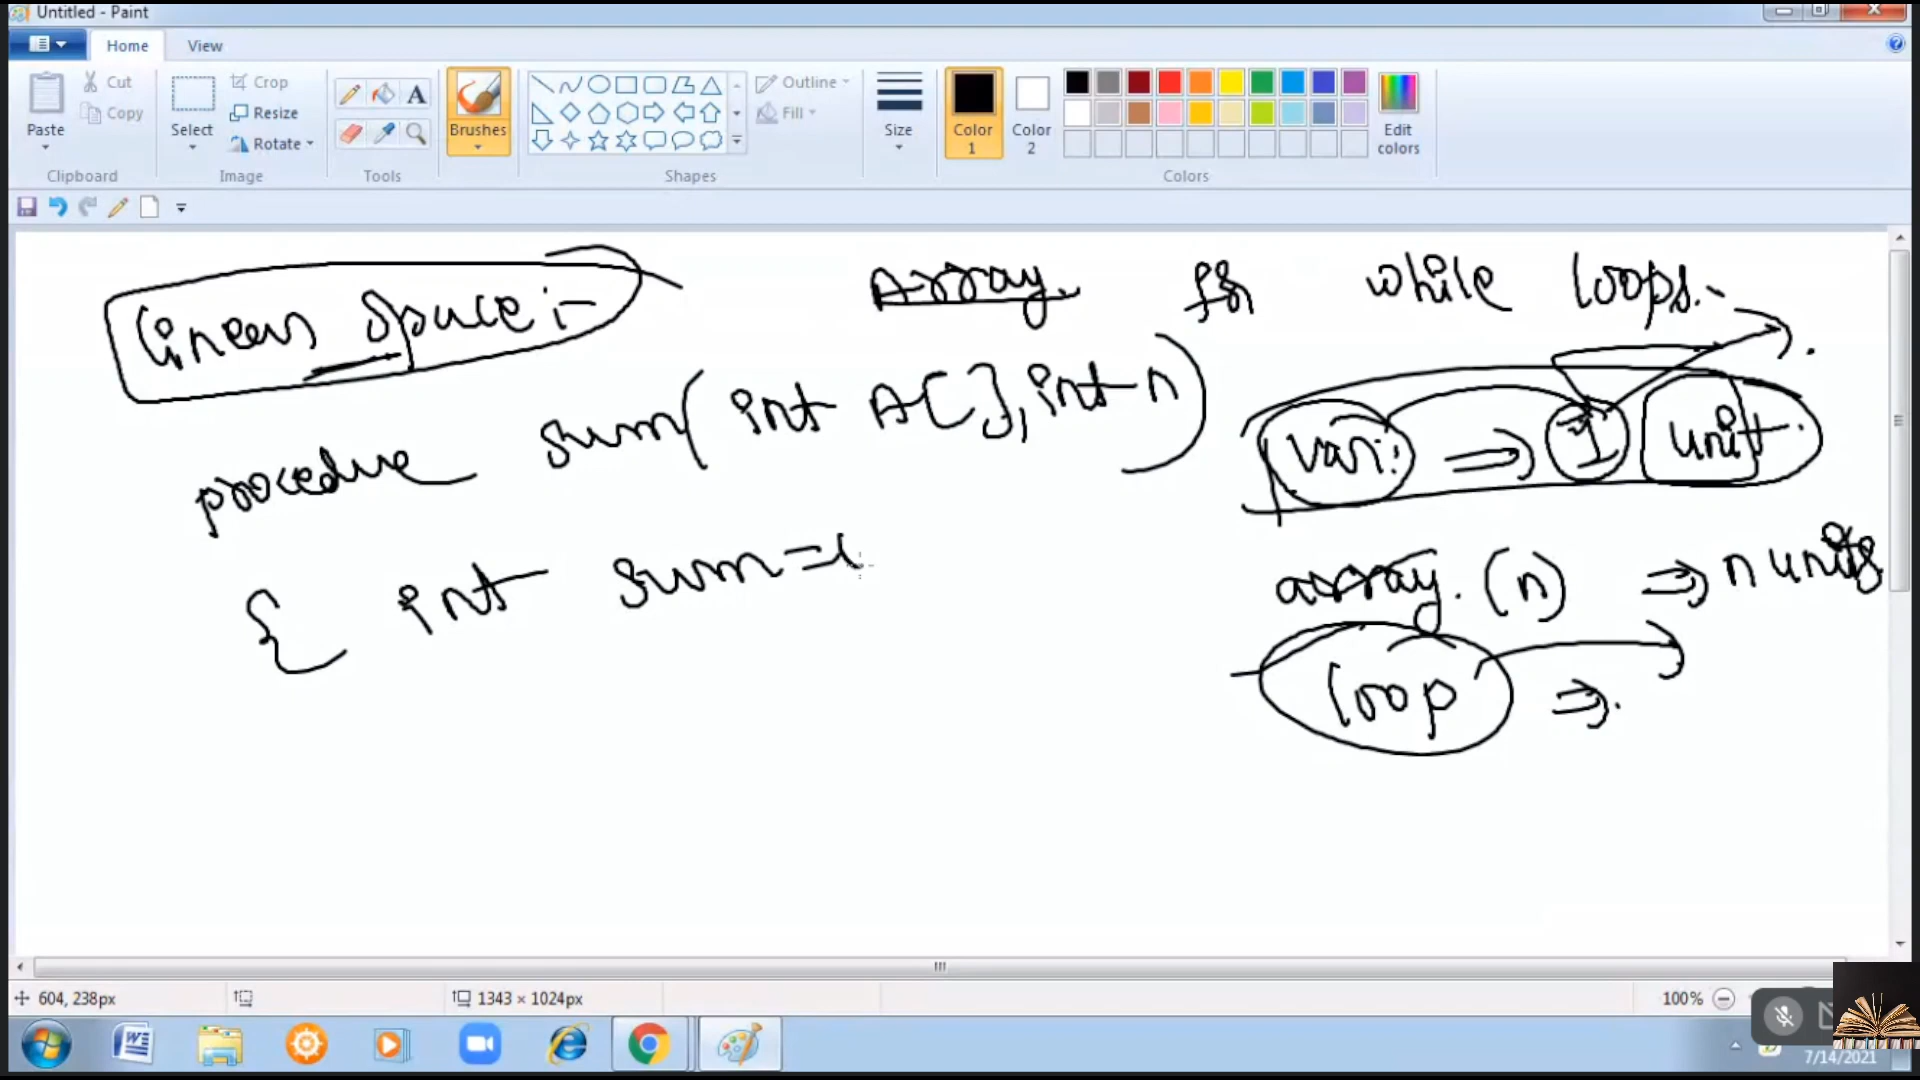 Untitled - Paint
Home View
Paste Cut Copy Select Crop Resize Rotate Brushes Outline Fill Size Color 1 Color 2 Edit colors
Clipboard Image Tools Shapes Colors
Linear Space :-
Array for while loops.
procedure sum(int A[], int n)
vari. ⇒ 1 unit.
{ int sum =
array. (n) ⇒ n units
loop ⇒
604, 238px 1343 × 1024px 100%
7/14/2021